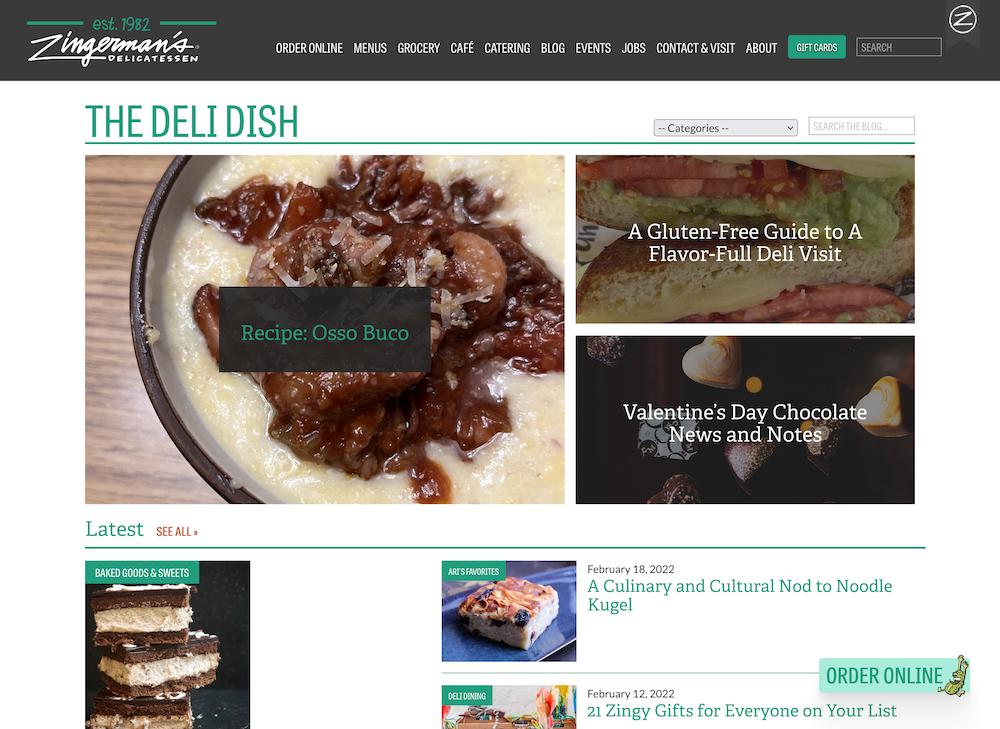 est. 1982
Zingerman's
DELICATESSEN
ORDER ONLINE MENUS GROCERY CAFÉ CATERING BLOG EVENTS JOBS CONTACT & VISIT ABOUT GIFT CARDS SEARCH
Z
THE DELI DISH
-- Categories --
SEARCH THE BLOG...
Recipe: Osso Buco
A Gluten-Free Guide to A
Flavor-Full Deli Visit
Valentine's Day Chocolate
News and Notes
Latest SEE ALL »
BAKED GOODS & SWEETS
ARI'S FAVORITES
February 18, 2022
A Culinary and Cultural Nod to Noodle
Kugel
DELI DINING
February 12, 2022
21 Zingy Gifts for Everyone on Your List
ORDER ONLINE